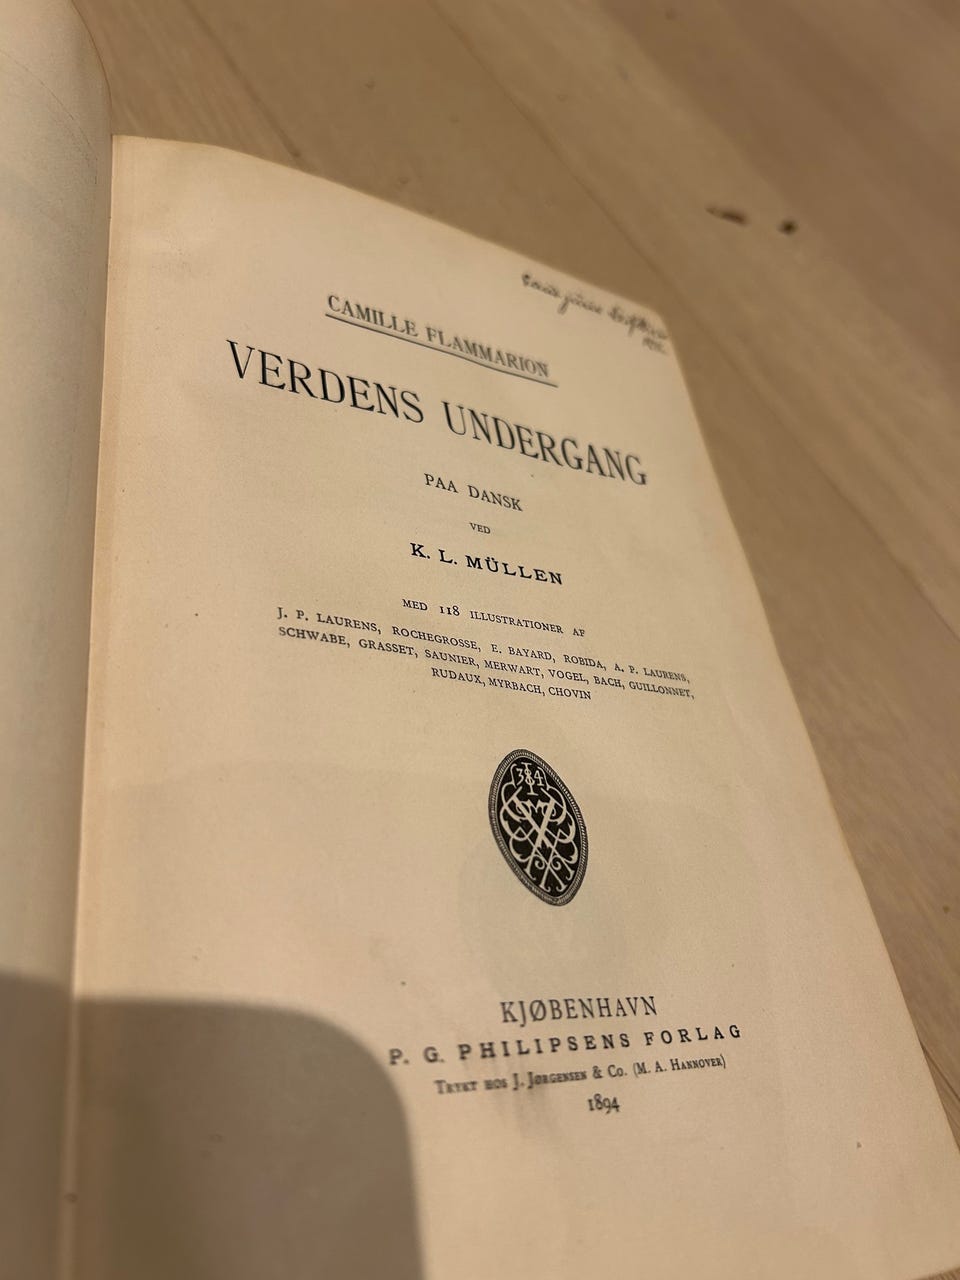 CAMILLE FLAMMARION
VERDENS UNDERGANG
PAA DANSK
VED
K. L. MÜLLEN
MED 118 ILLUSTRATIONER AF
J. P. LAURENS, ROCHEGROSSE, E. BAYARD, ROBIDA, A. P. LAURENS,
SCHWABE, GRASSET, SAUNIER, MERWART, VOGEL, BACH, GUILLONNET,
RUDAUX, MYRBACH, CHOVIN
KJØBENHAVN
P. G. PHILIPSENS FORLAG
TRYKT HOS J. JØRGENSEN & CO. (M. A. HANNOVER)
1894